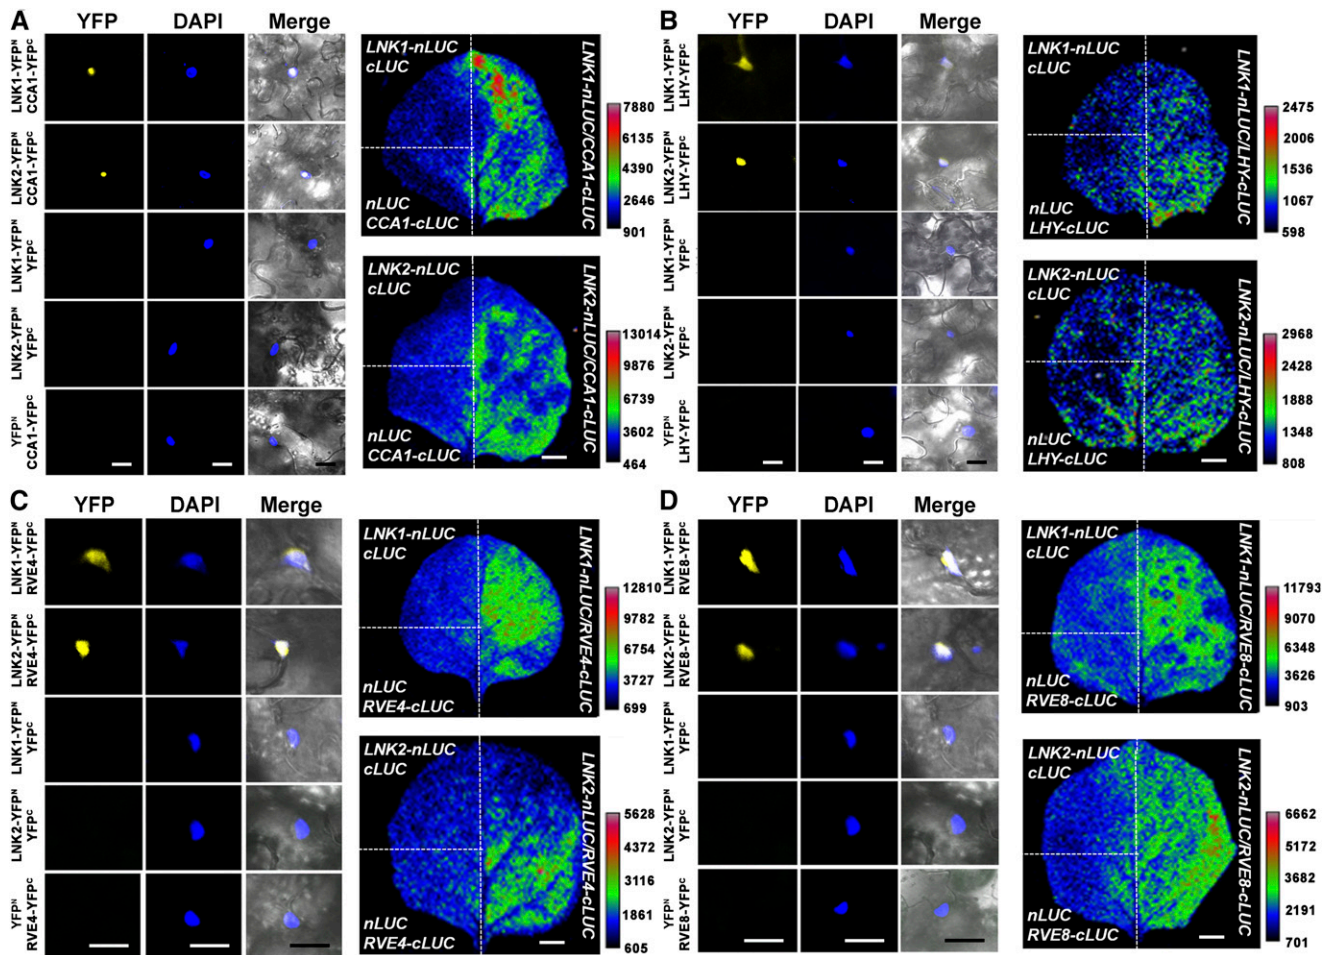 A
YFP DAPI Merge
LNK1-YFPᴺ
CCA1-YFPᶜ
LNK2-YFPᴺ
CCA1-YFPᶜ
LNK1-YFPᴺ
YFPᶜ
LNK2-YFPᴺ
YFPᶜ
YFPᴺ
CCA1-YFPᶜ
LNK1-nLUC
cLUC
nLUC
CCA1-cLUC
LNK1-nLUC/CCA1-cLUC
7880
6135
4390
2646
901
LNK2-nLUC
cLUC
nLUC
CCA1-cLUC
LNK2-nLUC/CCA1-cLUC
13014
9876
6739
3602
464
B
YFP DAPI Merge
LNK1-YFPᴺ
LHY-YFPᶜ
LNK2-YFPᴺ
LHY-YFPᶜ
LNK1-YFPᴺ
YFPᶜ
LNK2-YFPᴺ
YFPᶜ
YFPᴺ
LHY-YFPᶜ
LNK1-nLUC
cLUC
nLUC
LHY-cLUC
LNK1-nLUC/LHY-cLUC
2475
2006
1536
1067
598
LNK2-nLUC
cLUC
nLUC
LHY-cLUC
LNK2-nLUC/LHY-cLUC
2968
2428
1888
1348
808
C
YFP DAPI Merge
LNK1-YFPᴺ
RVE4-YFPᶜ
LNK2-YFPᴺ
RVE4-YFPᶜ
LNK1-YFPᴺ
YFPᶜ
LNK2-YFPᴺ
YFPᶜ
YFPᴺ
RVE4-YFPᶜ
LNK1-nLUC
cLUC
nLUC
RVE4-cLUC
LNK1-nLUC/RVE4-cLUC
12810
9782
6754
3727
699
LNK2-nLUC
cLUC
nLUC
RVE4-cLUC
LNK2-nLUC/RVE4-cLUC
5628
4372
3116
1861
605
D
YFP DAPI Merge
LNK1-YFPᴺ
RVE8-YFPᶜ
LNK2-YFPᴺ
RVE8-YFPᶜ
LNK1-YFPᴺ
YFPᶜ
LNK2-YFPᴺ
YFPᶜ
YFPᴺ
RVE8-YFPᶜ
LNK1-nLUC
cLUC
nLUC
RVE8-cLUC
LNK1-nLUC/RVE8-cLUC
11793
9070
6348
3626
903
LNK2-nLUC
cLUC
nLUC
RVE8-cLUC
LNK2-nLUC/RVE8-cLUC
6662
5172
3682
2191
701